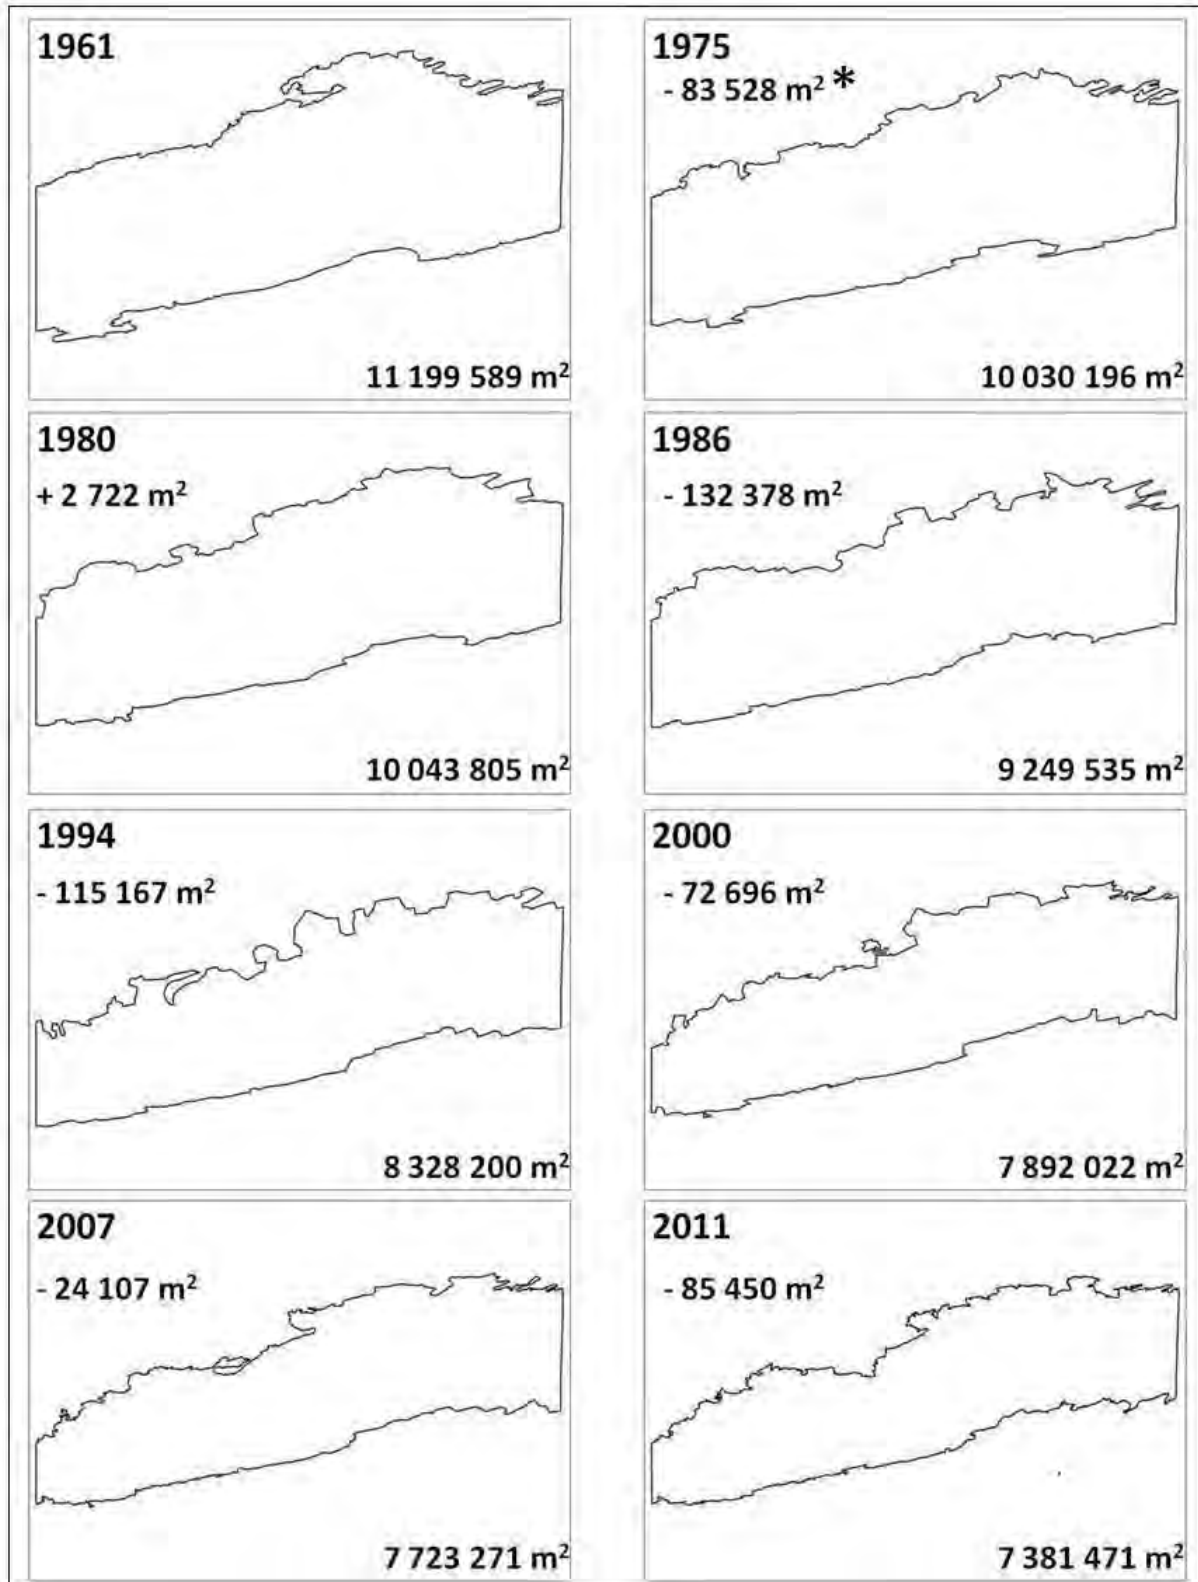 1961
11 199 589 m²
1975
- 83 528 m² *
10 030 196 m²
1980
+ 2 722 m²
10 043 805 m²
1986
- 132 378 m²
9 249 535 m²
1994
- 115 167 m²
8 328 200 m²
2000
- 72 696 m²
7 892 022 m²
2007
- 24 107 m²
7 723 271 m²
2011
- 85 450 m²
7 381 471 m²